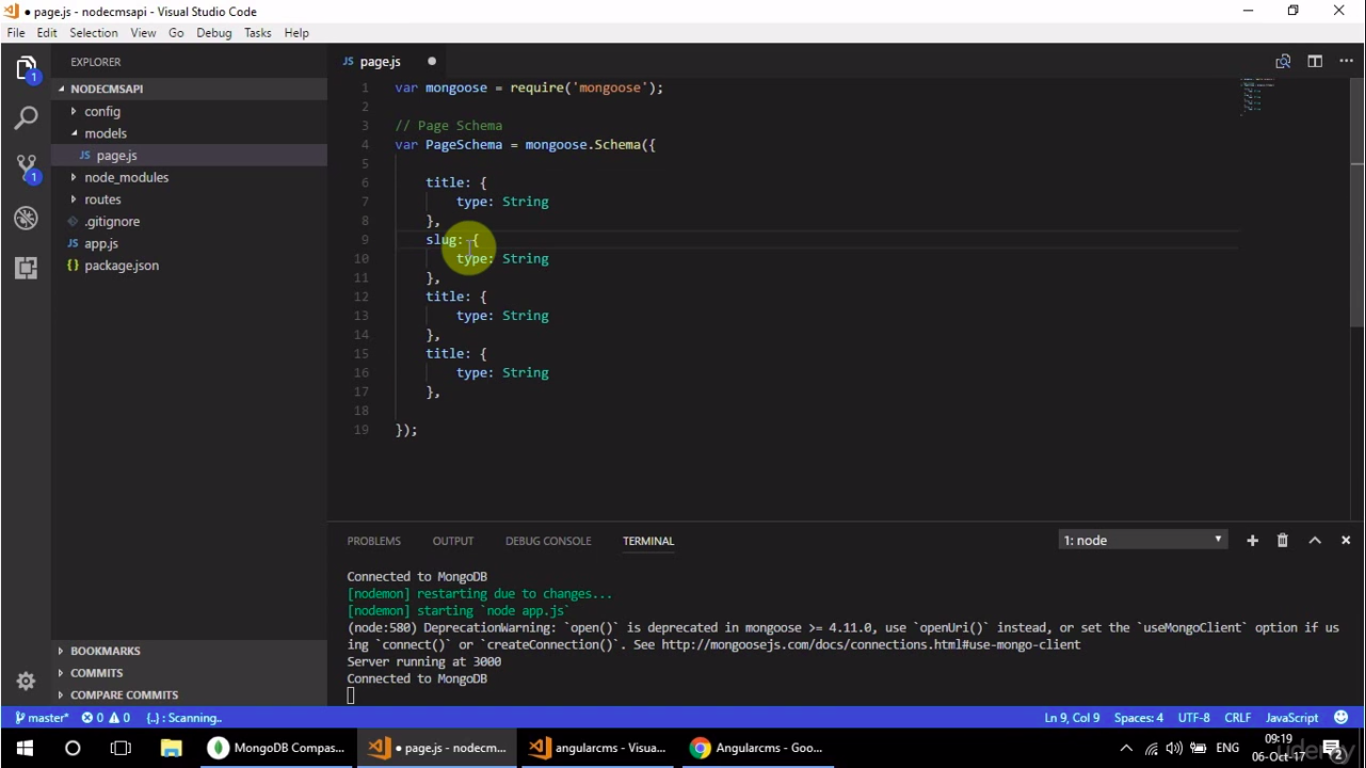 ● page.js - nodecmsapi - Visual Studio Code
File Edit Selection View Go Debug Tasks Help
EXPLORER
NODECMSAPI
config
models
JS page.js
node_modules
routes
.gitignore
JS app.js
{} package.json
BOOKMARKS
COMMITS
COMPARE COMMITS
1
1
JS page.js ●
1 var mongoose = require('mongoose');
2
3 // Page Schema
4 var PageSchema = mongoose.Schema({
5
6 title: {
7 type: String
8 },
9 slug: {
10 type: String
11 },
12 title: {
13 type: String
14 },
15 title: {
16 type: String
17 },
18
19 });
PROBLEMS OUTPUT DEBUG CONSOLE TERMINAL 1: node
Connected to MongoDB
[nodemon] restarting due to changes...
[nodemon] starting `node app.js`
(node:580) DeprecationWarning: `open()` is deprecated in mongoose >= 4.11.0, use `openUri()` instead, or set the `useMongoClient` option if us
ing `connect()` or `createConnection()`. See http://mongoosejs.com/docs/connections.html#use-mongo-client
Server running at 3000
Connected to MongoDB
master* 0 0 {..} : Scanning.. Ln 9, Col 9 Spaces: 4 UTF-8 CRLF JavaScript
MongoDB Compas... ● page.js - nodecm... angularcms - Visua... Angularcms - Goo... ENG 09:19
06-Oct-17 2
udemy